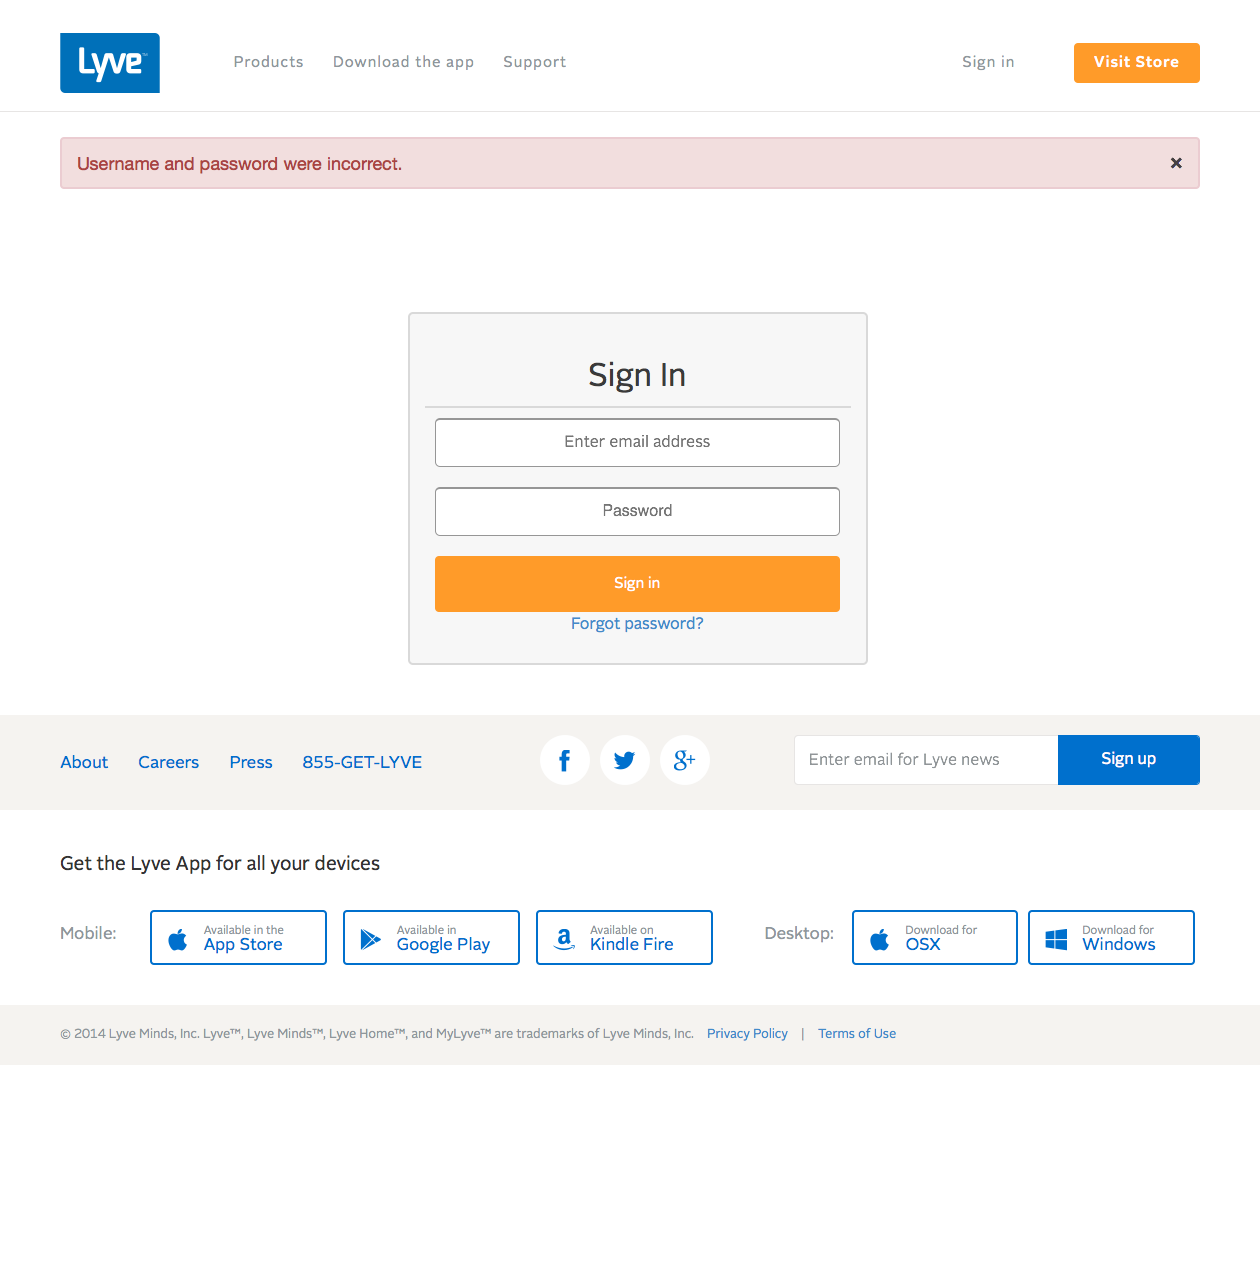 Lyve™
Products
Download the app
Support
Sign in
Visit Store
Username and password were incorrect.
×
Sign In
Enter email address
Password
Sign in
Forgot password?
About
Careers
Press
855-GET-LYVE
f
g+
Enter email for Lyve news
Sign up
Get the Lyve App for all your devices
Mobile:
Available in the
App Store
Available in
Google Play
a
Available on
Kindle Fire
Desktop:
Download for
OSX
Download for
Windows
© 2014 Lyve Minds, Inc. Lyve™, Lyve Minds™, Lyve Home™, and MyLyve™ are trademarks of Lyve Minds, Inc. Privacy Policy | Terms of Use